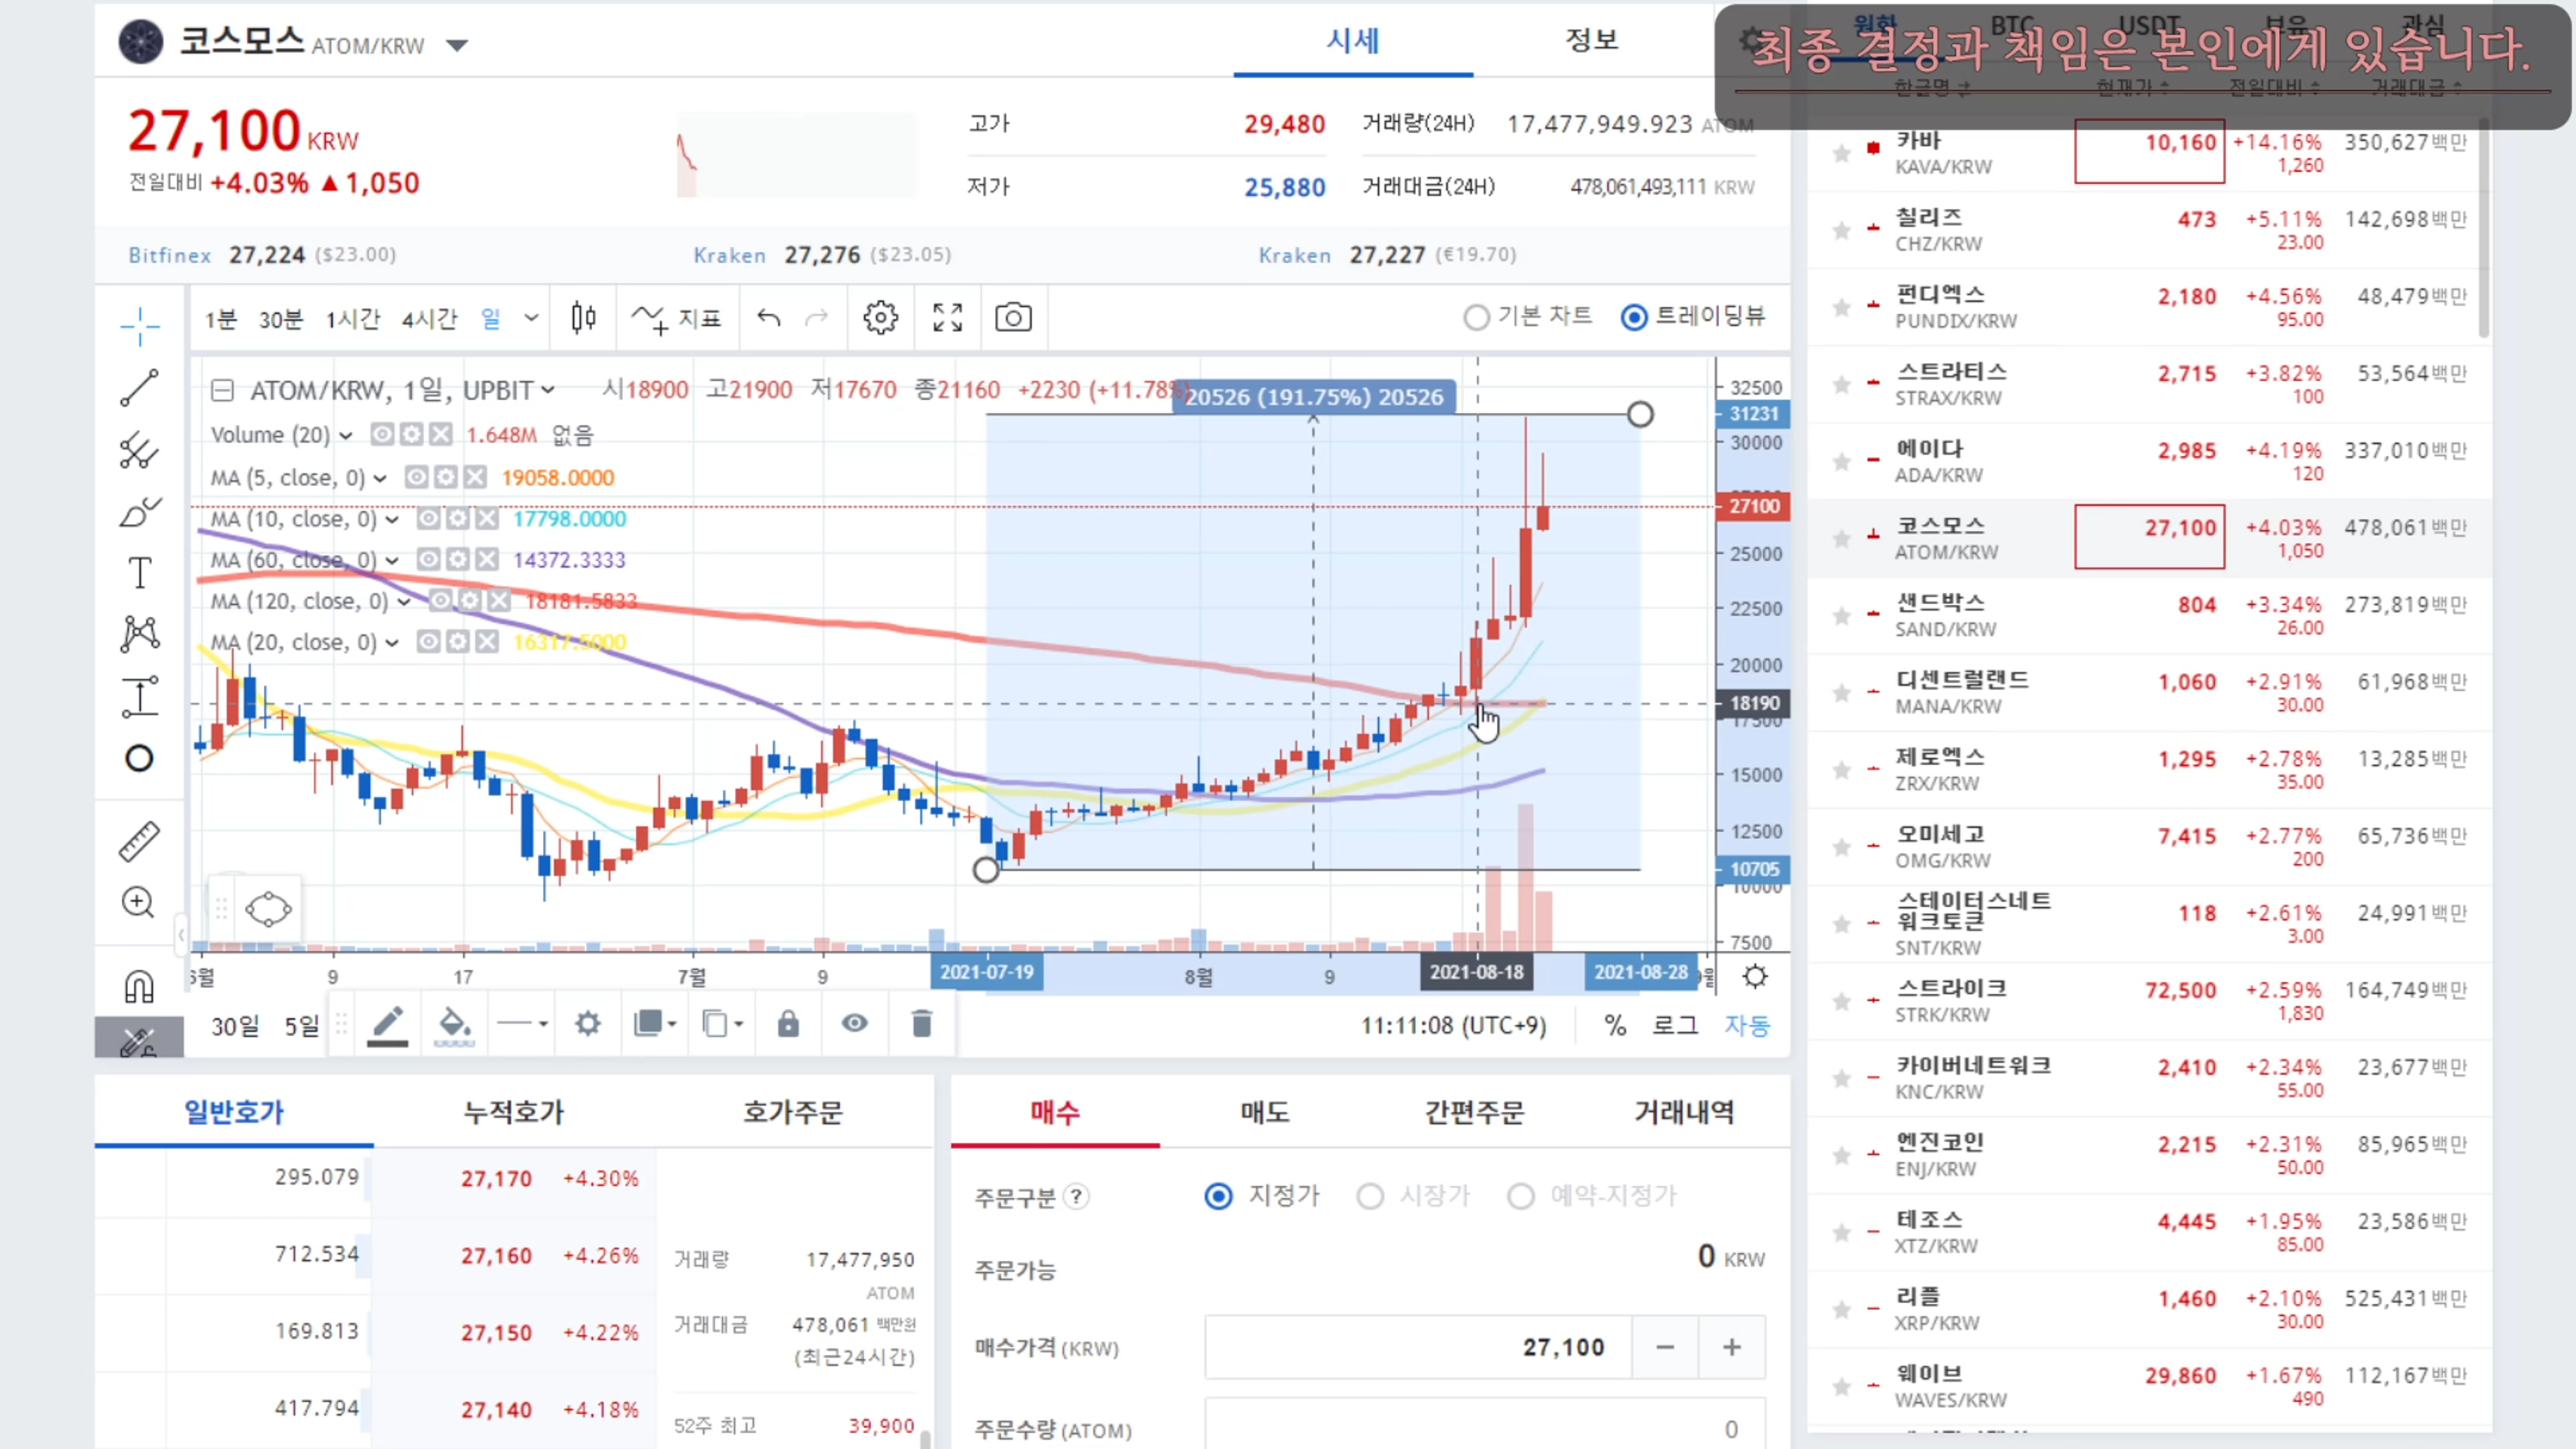 코스모스 ATOM/KRW
시세 정보
최종 결정과 책임은 본인에게 있습니다.
원화 BTC USDT 보유 관심
한글명 현재가 전일대비 거래대금
27,100 KRW
전일대비 +4.03% ▲ 1,050
고가 29,480 거래량(24H) 17,477,949.923 ATOM
저가 25,880 거래대금(24H) 478,061,493,111 KRW
Bitfinex 27,224 ($23.00) Kraken 27,276 ($23.05) Kraken 27,227 (€19.70)
1분 30분 1시간 4시간 일 지표 기본 차트 트레이딩뷰
ATOM/KRW, 1일, UPBIT 시18900 고21900 저17670 종21160 +2230 (+11.78%)
20526 (191.75%) 20526
Volume (20) 1.648M 없음
MA (5, close, 0) 19058.0000
MA (10, close, 0) 17798.0000
MA (60, close, 0) 14372.3333
MA (120, close, 0) 18181.5833
MA (20, close, 0) 16317.5000
32500
31231
30000
27100
25000
22500
20000
18190
17500
15000
12500
10705
10000
7500
6월 9 17 7월 9 2021-07-19 8월 9 2021-08-18 2021-08-28
30일 5일 11:11:08 (UTC+9) % 로그 자동
일반호가 누적호가 호가주문
295.079 27,170 +4.30%
712.534 27,160 +4.26%
169.813 27,150 +4.22%
417.794 27,140 +4.18%
거래량 17,477,950
ATOM
거래대금 478,061 백만원
(최근24시간)
52주 최고 39,900
매수 매도 간편주문 거래내역
주문구분 ? 지정가 시장가 예약-지정가
주문가능 0 KRW
매수가격 (KRW) 27,100 − +
주문수량 (ATOM) 0
카바 10,160 +14.16% 350,627백만
KAVA/KRW 1,260
칠리즈 473 +5.11% 142,698백만
CHZ/KRW 23.00
펀디엑스 2,180 +4.56% 48,479백만
PUNDIX/KRW 95.00
스트라티스 2,715 +3.82% 53,564백만
STRAX/KRW 100
에이다 2,985 +4.19% 337,010백만
ADA/KRW 120
코스모스 27,100 +4.03% 478,061백만
ATOM/KRW 1,050
샌드박스 804 +3.34% 273,819백만
SAND/KRW 26.00
디센트럴랜드 1,060 +2.91% 61,968백만
MANA/KRW 30.00
제로엑스 1,295 +2.78% 13,285백만
ZRX/KRW 35.00
오미세고 7,415 +2.77% 65,736백만
OMG/KRW 200
스테이터스네트
워크토큰 118 +2.61% 24,991백만
SNT/KRW 3.00
스트라이크 72,500 +2.59% 164,749백만
STRK/KRW 1,830
카이버네트워크 2,410 +2.34% 23,677백만
KNC/KRW 55.00
엔진코인 2,215 +2.31% 85,965백만
ENJ/KRW 50.00
테조스 4,445 +1.95% 23,586백만
XTZ/KRW 85.00
리플 1,460 +2.10% 525,431백만
XRP/KRW 30.00
웨이브 29,860 +1.67% 112,167백만
WAVES/KRW 490